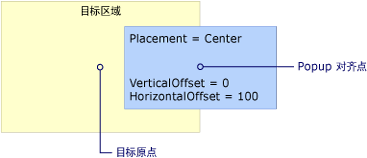 目标区域
Placement = Center
Popup 对齐点
VerticalOffset = 0
HorizontalOffset = 100
目标原点